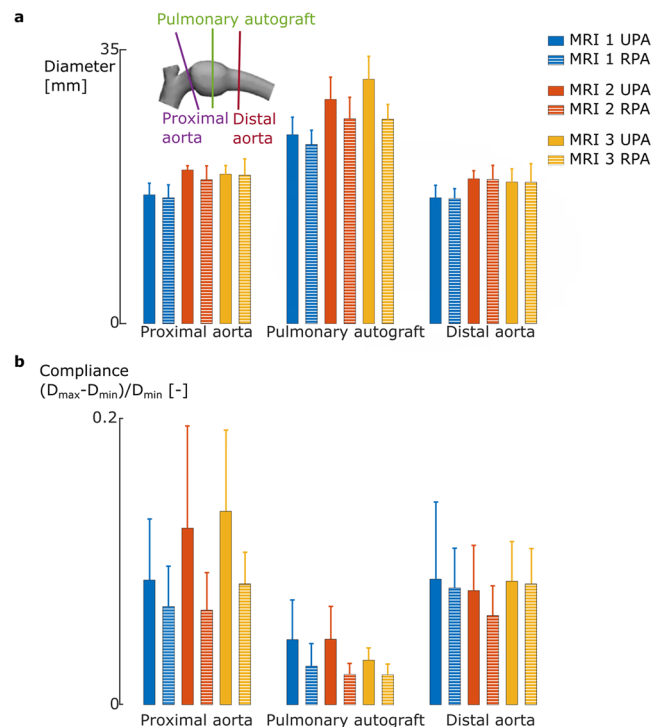 a
Pulmonary autograft
35
Diameter
[mm]
Proximal
aorta
Distal
aorta
MRI 1 UPA
MRI 1 RPA
MRI 2 UPA
MRI 2 RPA
MRI 3 UPA
MRI 3 RPA
0
Proximal aorta
Pulmonary autograft
Distal aorta
b
Compliance
(Dmax-Dmin)/Dmin [-]
0.2
0
Proximal aorta
Pulmonary autograft
Distal aorta